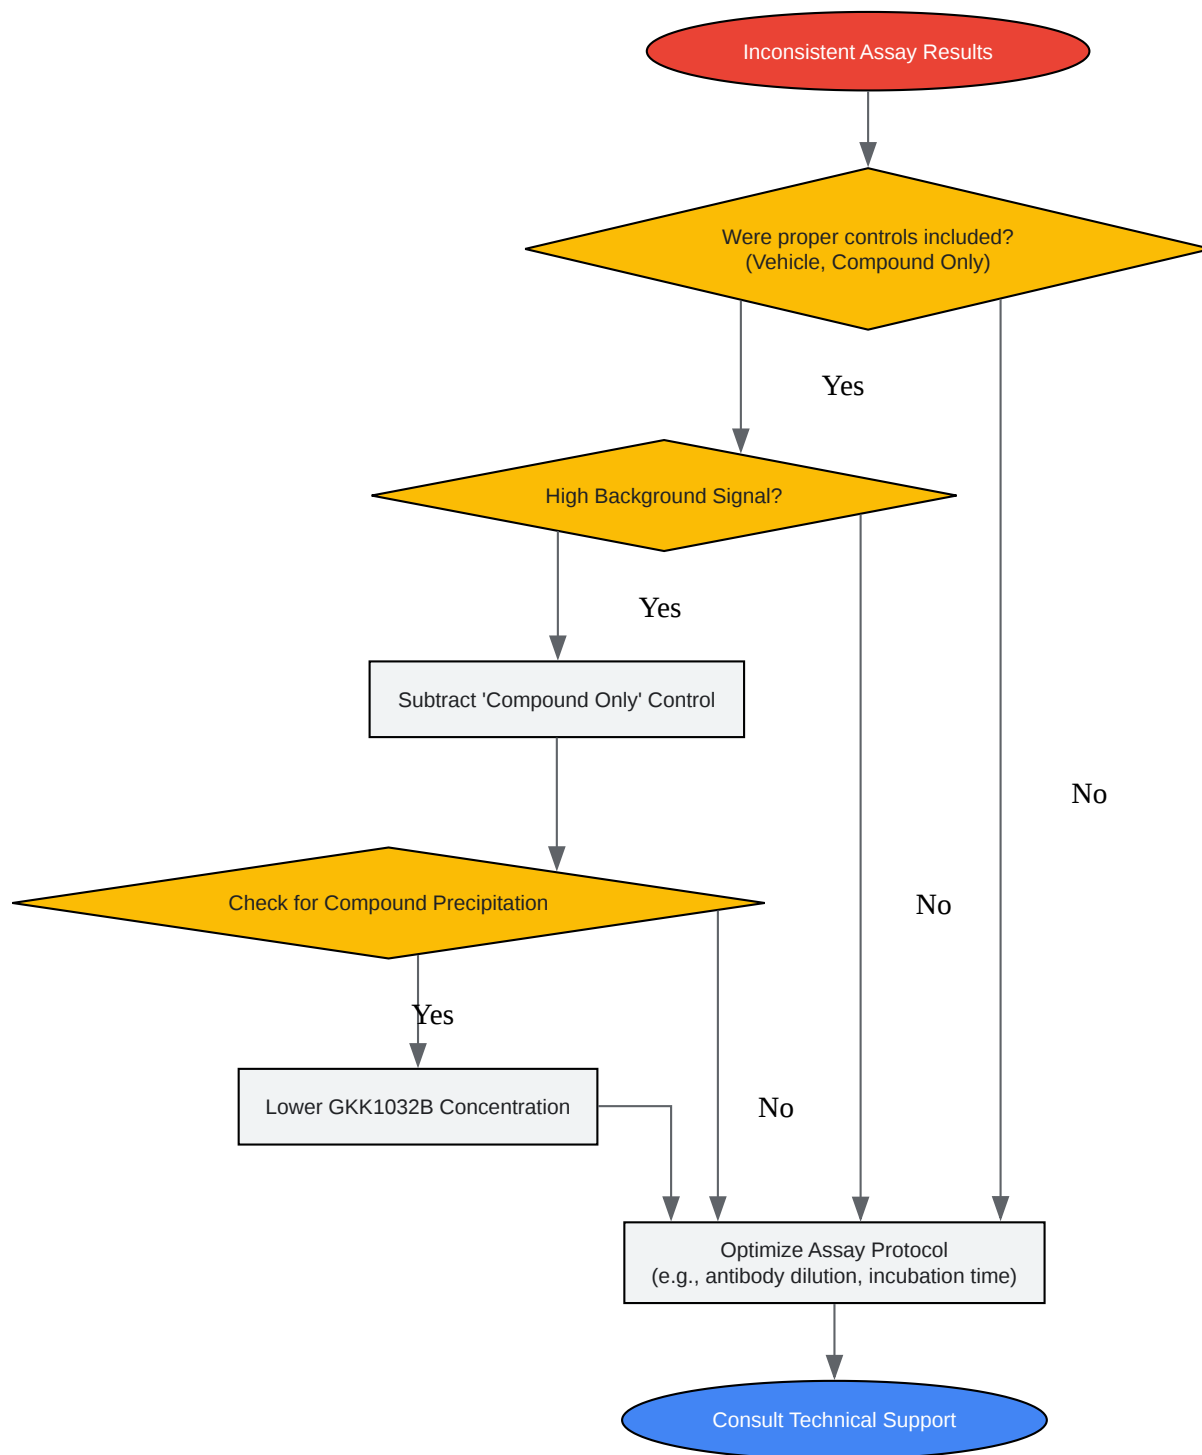 Inconsistent Assay Results
Were proper controls included?
(Vehicle, Compound Only)
Yes
High Background Signal?
Yes
Subtract 'Compound Only' Control
No
Check for Compound Precipitation
No
Yes
Lower GKK1032B Concentration
No
Optimize Assay Protocol
(e.g., antibody dilution, incubation time)
Consult Technical Support